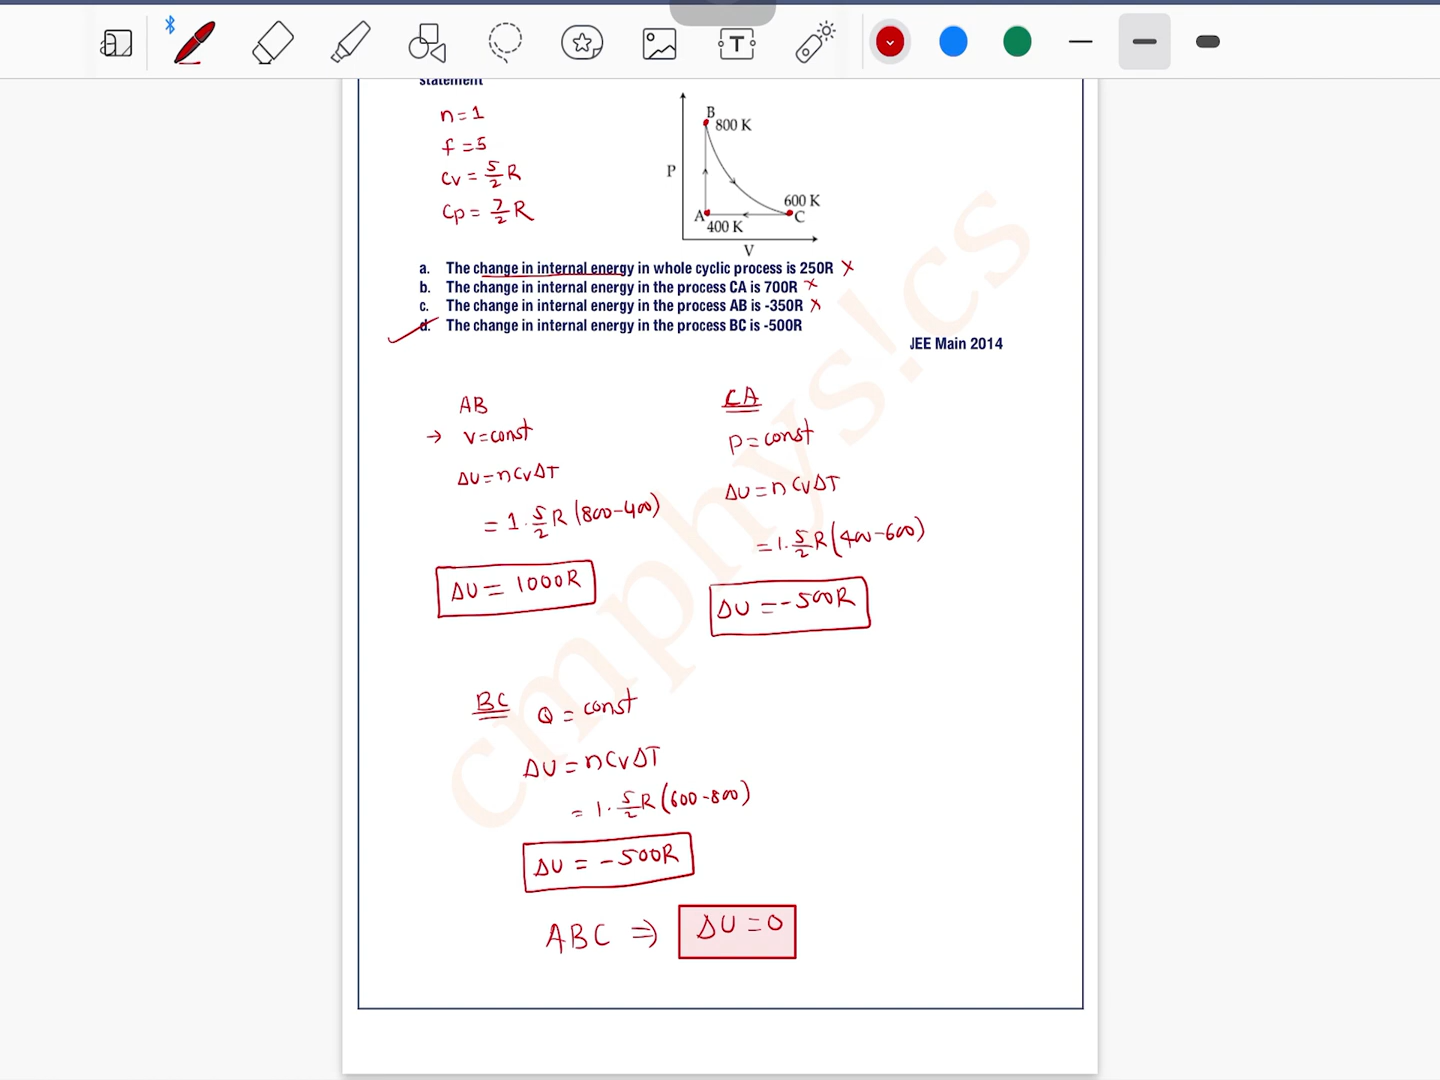 statement
n=1
f=5
Cv = 5/2 R
Cp = 7/2 R
B
800 K
P
600 K
A
C
400 K
V
a. The change in internal energy in whole cyclic process is 250R ×
b. The change in internal energy in the process CA is 700R ×
c. The change in internal energy in the process AB is -350R ×
d. The change in internal energy in the process BC is -500R
JEE Main 2014
AB
→ V=const
ΔU=nCvΔT
= 1·5/2 R (800-400)
ΔU = 1000R
CA
P=const
ΔU=nCvΔT
=1·5/2 R(400-600)
ΔU=-500R
BC Q = const
ΔU=nCvΔT
= 1·5/2 R(600-800)
ΔU = -500R
ABC ⇒ ΔU=0
cmphys!cs
T